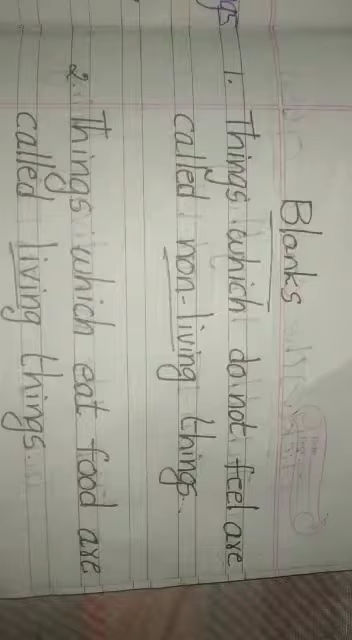 Blanks
1. Things which do not feel are
called non-living things.
2. Things which eat food are
called living things.